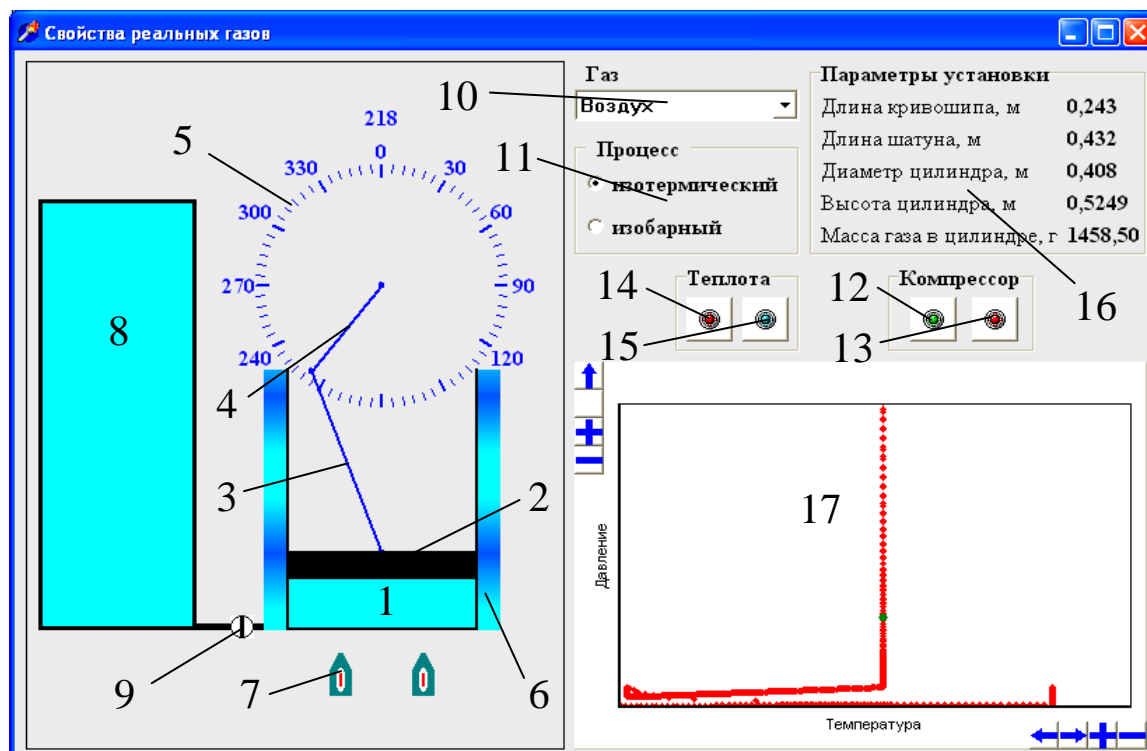 Свойства реальных газов
218
0
30
60
90
120
240
270
300
330
5
8
4
3
2
1
9
7
6
Газ
Воздух
10
Процесс
11
изотермический
изобарный
Параметры установки
Длина кривошипа, м 0,243
Длина шатуна, м 0,432
Диаметр цилиндра, м 0,408
Высота цилиндра, м 0,5249
Масса газа в цилиндре, г 1458,50
16
Теплота
14
15
Компрессор
12
13
17
Давление
Температура